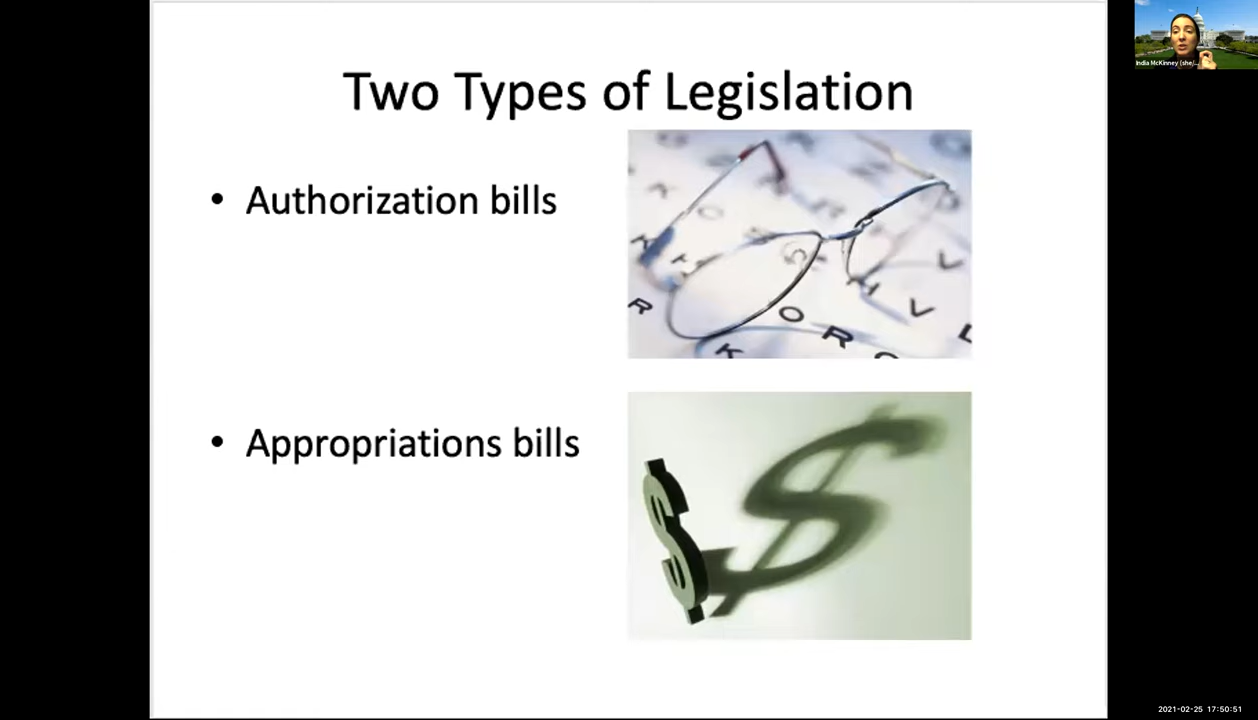 Two Types of Legislation
• Authorization bills
• Appropriations bills
India McKinney (she/...
2021-02-25 17:50:51